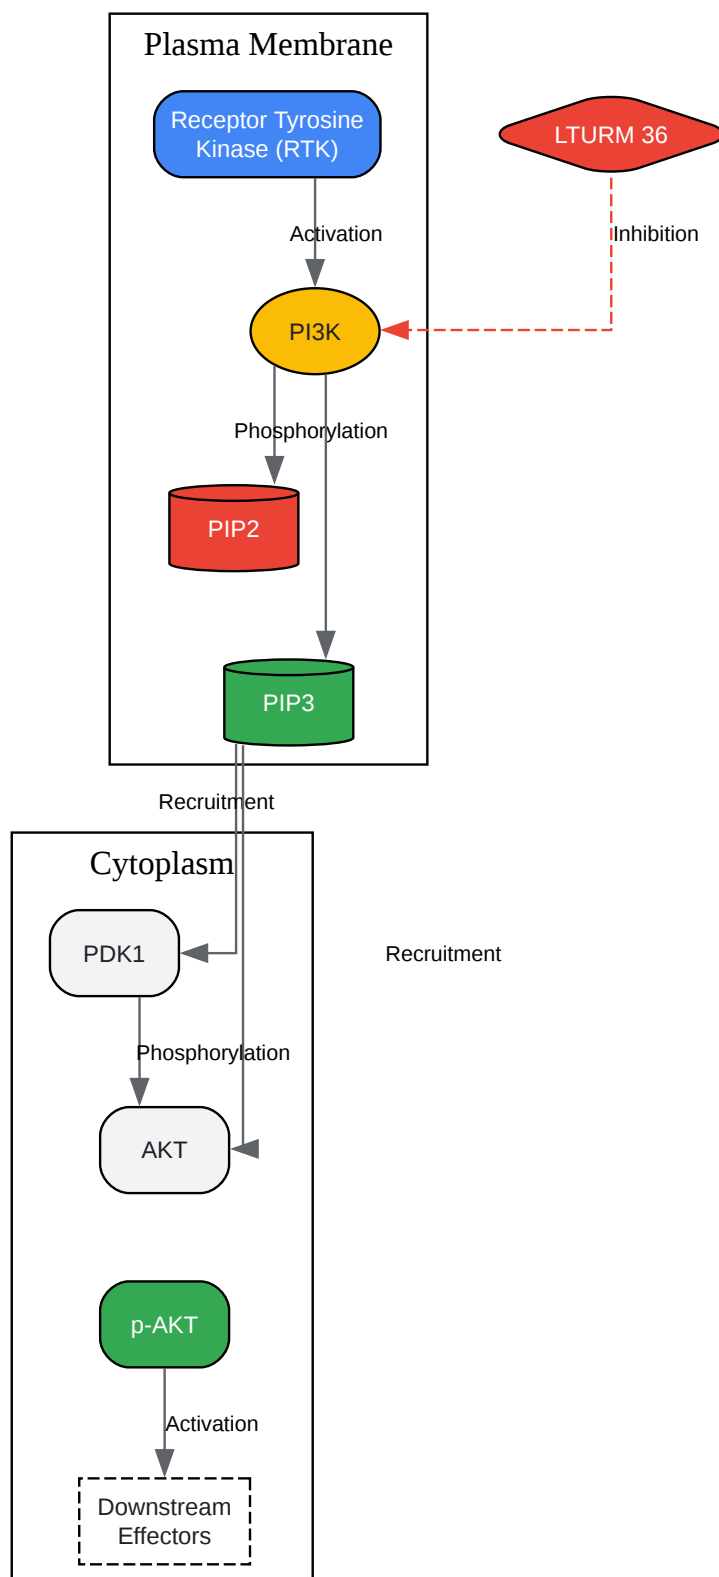 Plasma Membrane
Receptor Tyrosine
Kinase (RTK)
LTURM 36
Activation
Inhibition
PI3K
Phosphorylation
PIP2
PIP3
Recruitment
Cytoplasm
PDK1
Recruitment
Phosphorylation
AKT
p-AKT
Activation
Downstream
Effectors